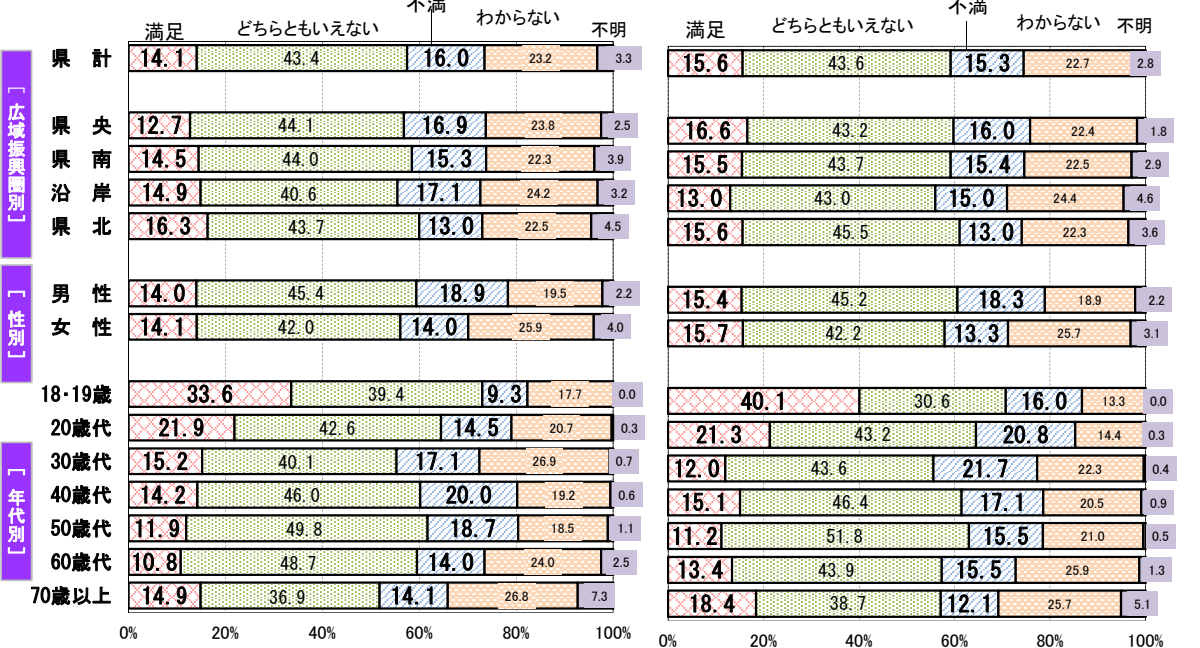 満足 どちらともいえない 不満 わからない 不明
満足 どちらともいえない 不満 わからない 不明
[広域振興圏別]
県 計 14.1 43.4 16.0 23.2 3.3 15.6 43.6 15.3 22.7 2.8
県 央 12.7 44.1 16.9 23.8 2.5 16.6 43.2 16.0 22.4 1.8
県 南 14.5 44.0 15.3 22.3 3.9 15.5 43.7 15.4 22.5 2.9
沿 岸 14.9 40.6 17.1 24.2 3.2 13.0 43.0 15.0 24.4 4.6
県 北 16.3 43.7 13.0 22.5 4.5 15.6 45.5 13.0 22.3 3.6
[性別]
男 性 14.0 45.4 18.9 19.5 2.2 15.4 45.2 18.3 18.9 2.2
女 性 14.1 42.0 14.0 25.9 4.0 15.7 42.2 13.3 25.7 3.1
[年代別]
18・19歳 33.6 39.4 9.3 17.7 0.0 40.1 30.6 16.0 13.3 0.0
20歳代 21.9 42.6 14.5 20.7 0.3 21.3 43.2 20.8 14.4 0.3
30歳代 15.2 40.1 17.1 26.9 0.7 12.0 43.6 21.7 22.3 0.4
40歳代 14.2 46.0 20.0 19.2 0.6 15.1 46.4 17.1 20.5 0.9
50歳代 11.9 49.8 18.7 18.5 1.1 11.2 51.8 15.5 21.0 0.5
60歳代 10.8 48.7 14.0 24.0 2.5 13.4 43.9 15.5 25.9 1.3
70歳以上 14.9 36.9 14.1 26.8 7.3 18.4 38.7 12.1 25.7 5.1
0% 20% 40% 60% 80% 100% 0% 20% 40% 60% 80% 100%